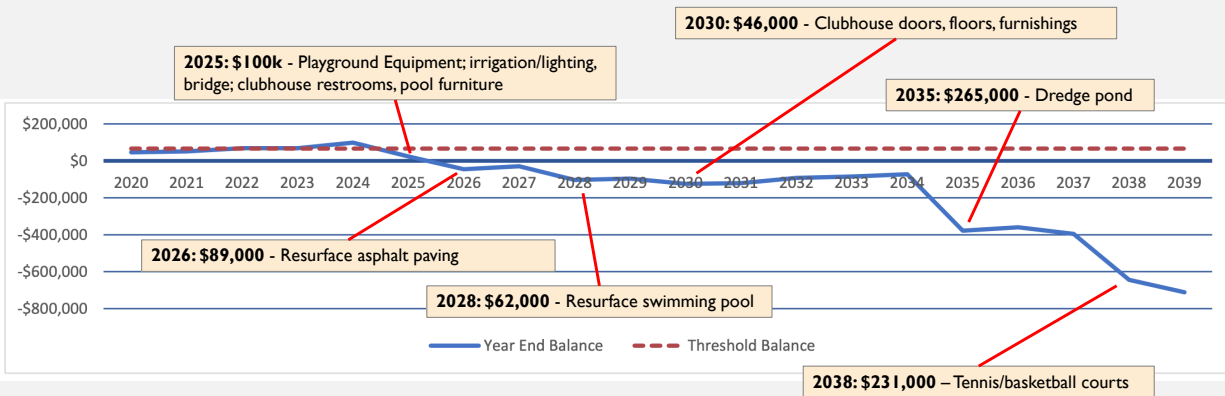 2030: $46,000 - Clubhouse doors, floors, furnishings
2025: $100k - Playground Equipment; irrigation/lighting,
bridge; clubhouse restrooms, pool furniture
2035: $265,000 - Dredge pond
$200,000
$0
2020 2021 2022 2023 2024 2025 2026 2027 2028 2029 2030 2031 2032 2033 2034 2035 2036 2037 2038 2039
-$200,000
-$400,000
2026: $89,000 - Resurface asphalt paving
-$600,000
2028: $62,000 - Resurface swimming pool
-$800,000
Year End Balance Threshold Balance
2038: $231,000 – Tennis/basketball courts